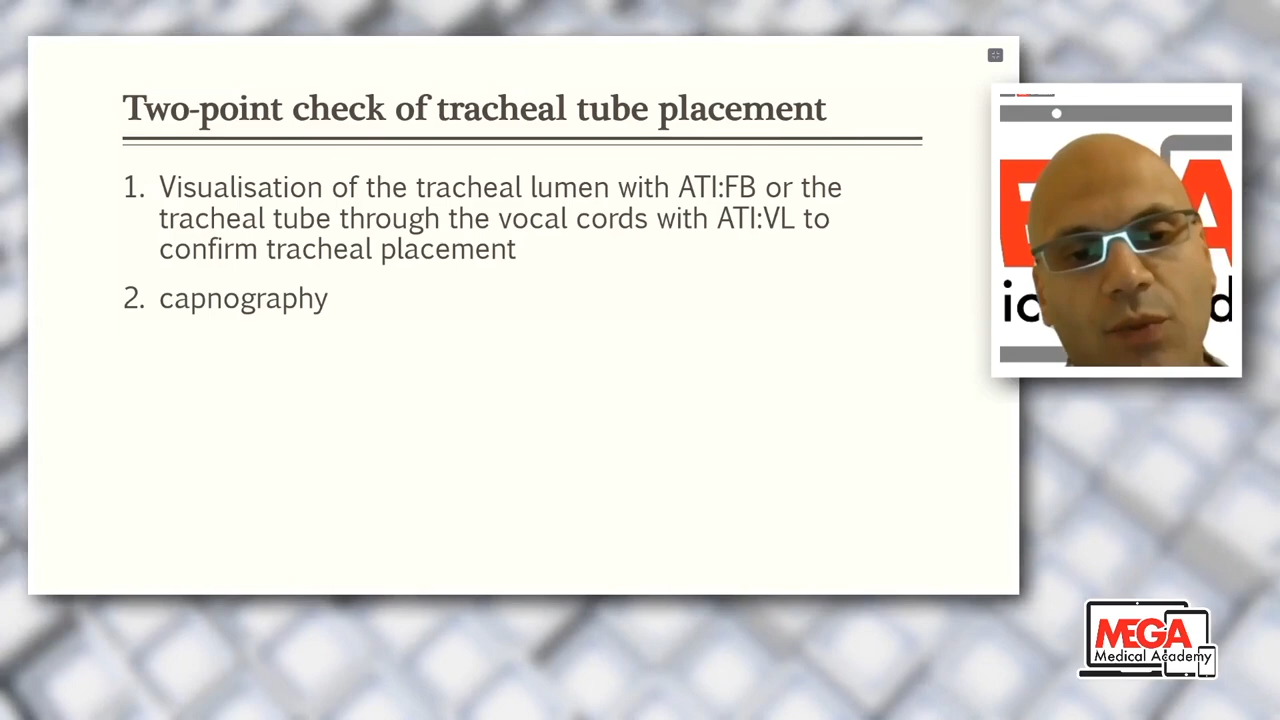 Two-point check of tracheal tube placement
1. Visualisation of the tracheal lumen with ATI:FB or the
tracheal tube through the vocal cords with ATI:VL to
confirm tracheal placement
2. capnography
MEGA
Medical Academy